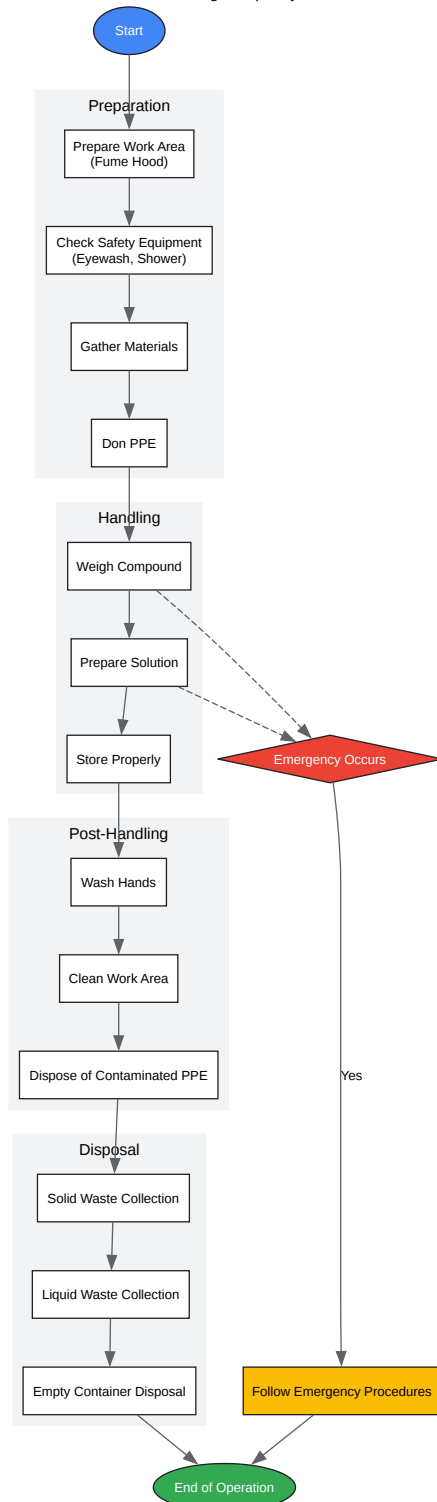 Start
Preparation
Prepare Work Area
(Fume Hood)
Check Safety Equipment
(Eyewash, Shower)
Gather Materials
Don PPE
Handling
Weigh Compound
Prepare Solution
Store Properly
Emergency Occurs
Post-Handling
Wash Hands
Clean Work Area
Dispose of Contaminated PPE
Yes
Disposal
Solid Waste Collection
Liquid Waste Collection
Empty Container Disposal
Follow Emergency Procedures
End of Operation